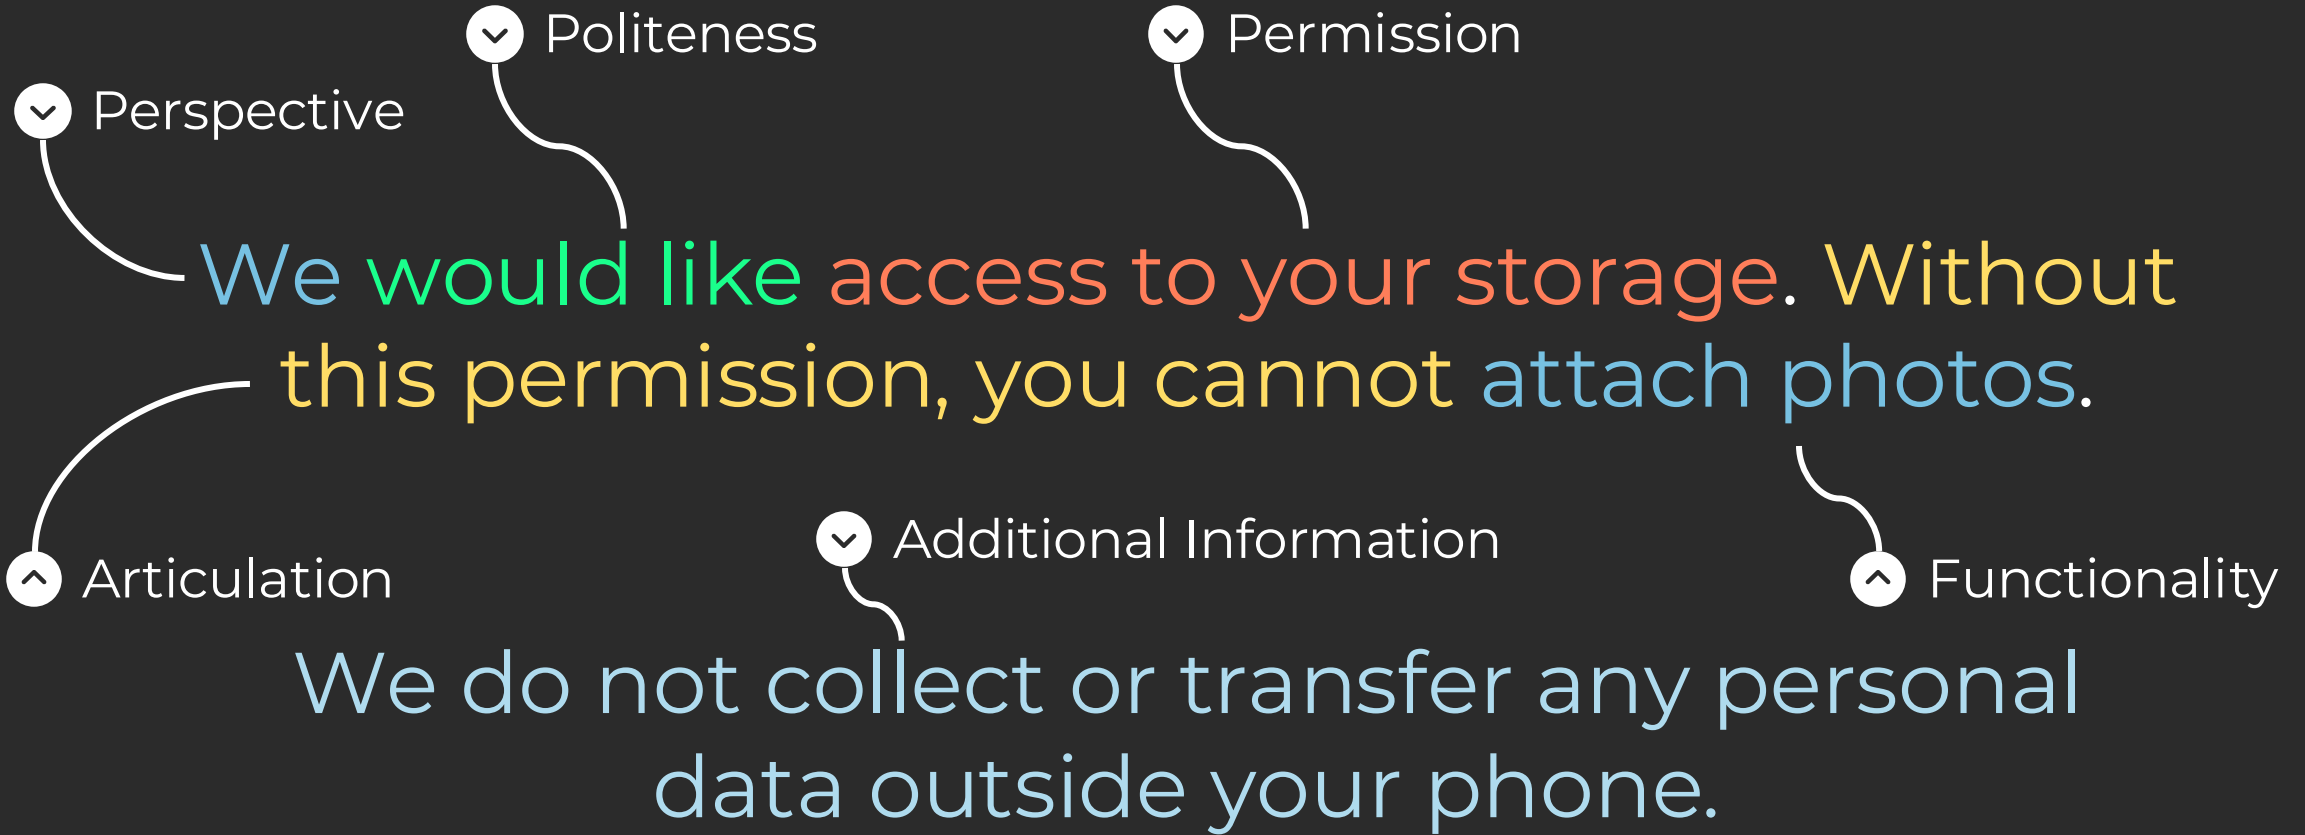 Politeness
Permission
Perspective
We would like access to your storage. Without
this permission, you cannot attach photos.
Additional Information
Articulation
Functionality
We do not collect or transfer any personal
data outside your phone.